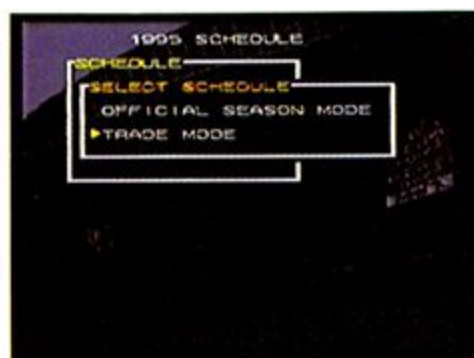 1995 SCHEDULE
SCHEDULE
SELECT SCHEDULE
OFFICIAL SEASON MODE
TRADE MODE